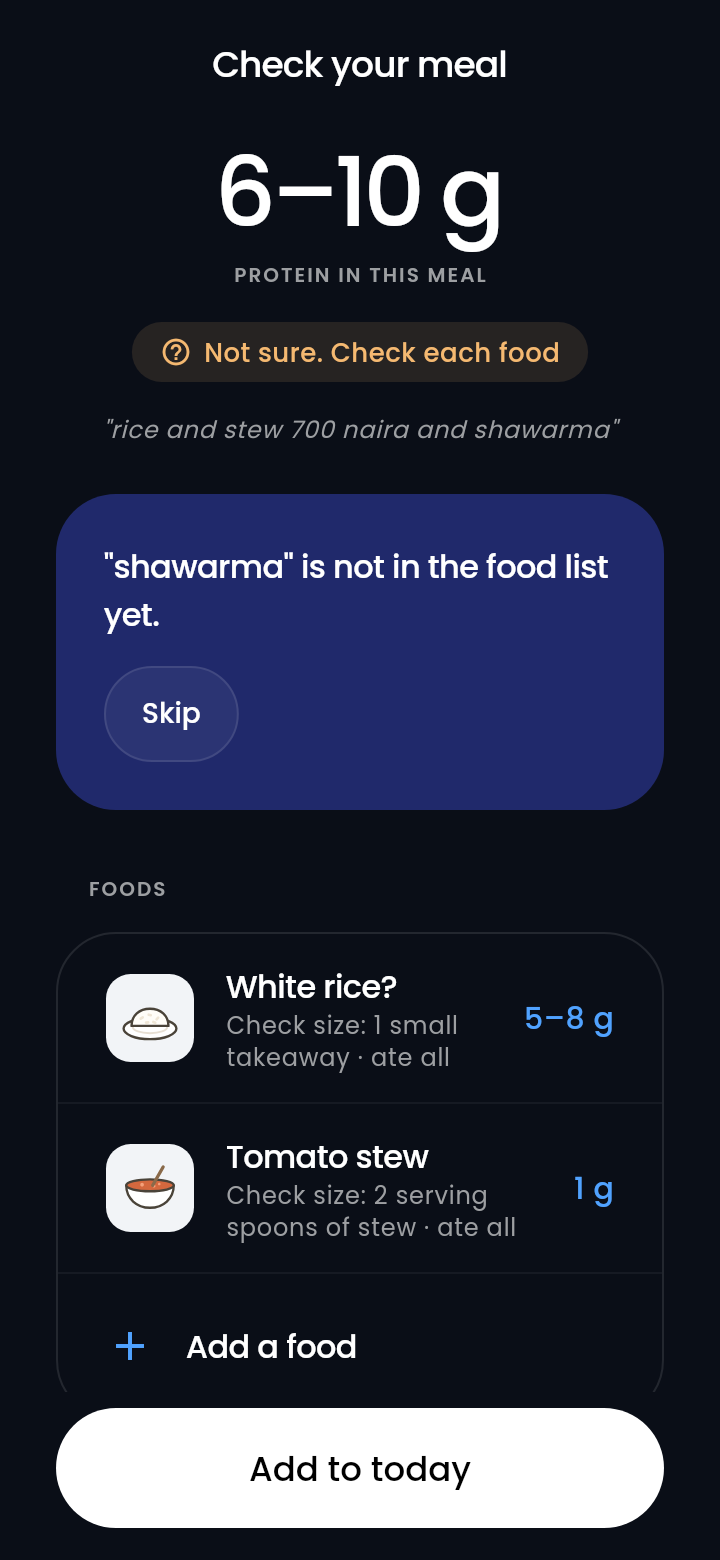 Check your meal
6–10 g
PROTEIN IN THIS MEAL
Not sure. Check each food
"rice and stew 700 naira and shawarma"
"shawarma" is not in the food list
yet.
Skip
FOODS
White rice?
Check size: 1 small
takeaway · ate all
5–8 g
Tomato stew
Check size: 2 serving
spoons of stew · ate all
1 g
Add a food
Add to today